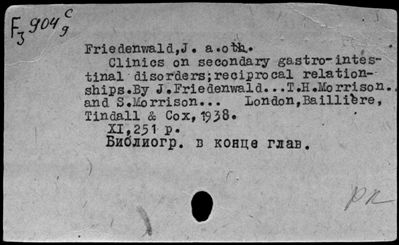 F3 904 c/9
Friedenwald,J. a.oth.
Clinics on secondary gastro-intes-
tinal disorders;reciprocal relation-
ships.By J.Friedenwald...T.H.Morrison..
and S.Morrison... London,Baillière,
Tindall & Cox,1938.
XI,251 p.
Библиогр. в конце глав.